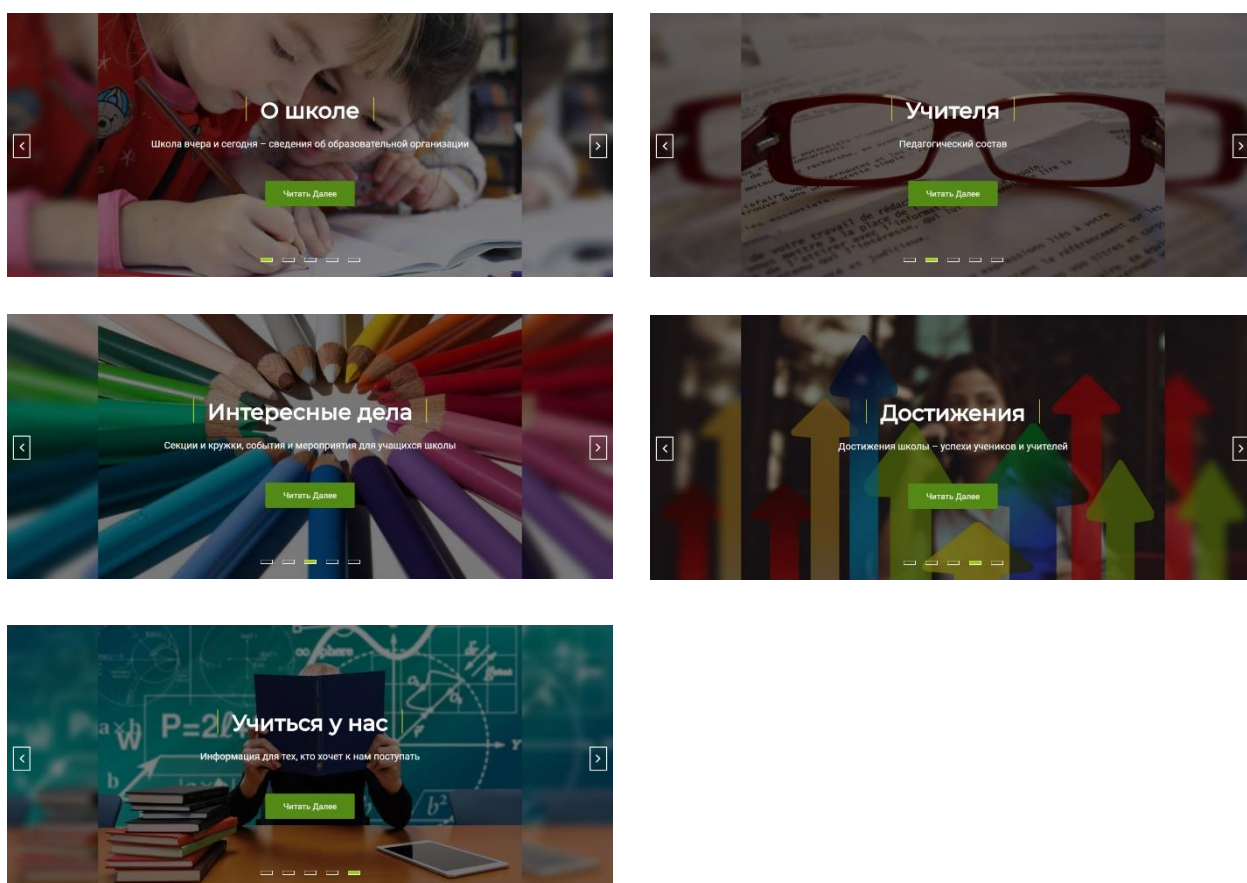 О школе
Школа вчера и сегодня – сведения об образовательной организации
Читать Далее
Учителя
Педагогический состав
Читать Далее
Интересные дела
Секции и кружки, события и мероприятия для учащихся школы
Читать Далее
Достижения
Достижения школы – успехи учеников и учителей
Читать Далее
Учиться у нас
Информация для тех, кто хочет к нам поступать
Читать Далее